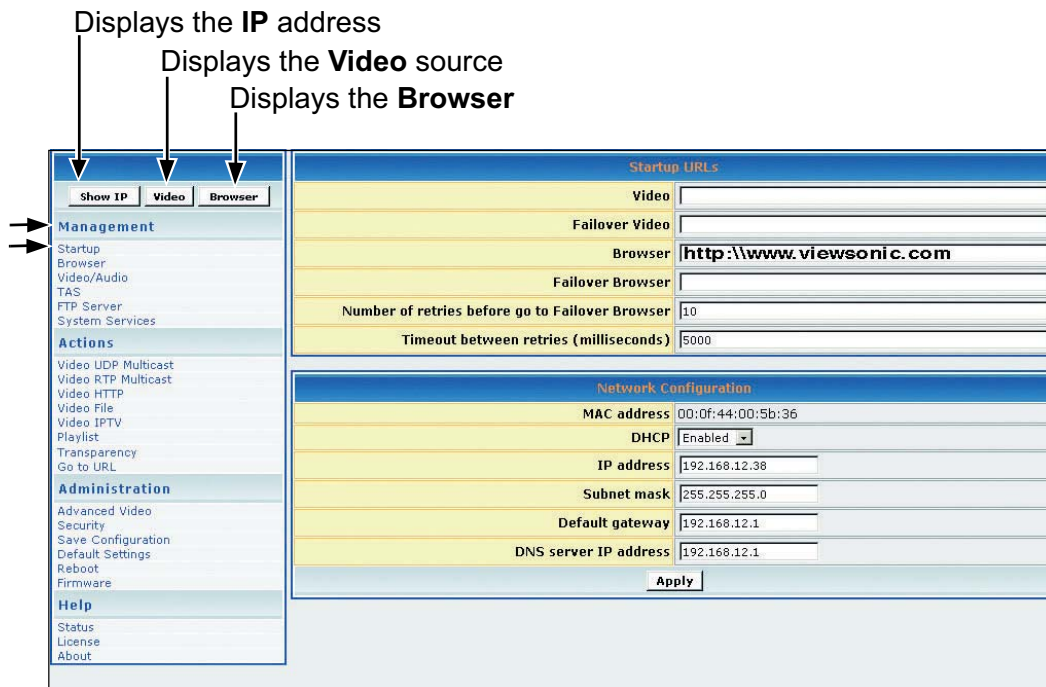 Displays the IP address
Displays the Video source
Displays the Browser
Show IP Video Browser
Management
Startup
Browser
Video/Audio
TAS
FTP Server
System Services
Actions
Video UDP Multicast
Video RTP Multicast
Video HTTP
Video File
Video IPTV
Playlist
Transparency
Go to URL
Administration
Advanced Video
Security
Save Configuration
Default Settings
Reboot
Firmware
Help
Status
License
About
Startup URLs
Video
Failover Video
Browser http:\\www.viewsonic.com
Failover Browser
Number of retries before go to Failover Browser 10
Timeout between retries (milliseconds) 5000
Network Configuration
MAC address 00:0f:44:00:5b:36
DHCP Enabled
IP address 192.168.12.38
Subnet mask 255.255.255.0
Default gateway 192.168.12.1
DNS server IP address 192.168.12.1
Apply